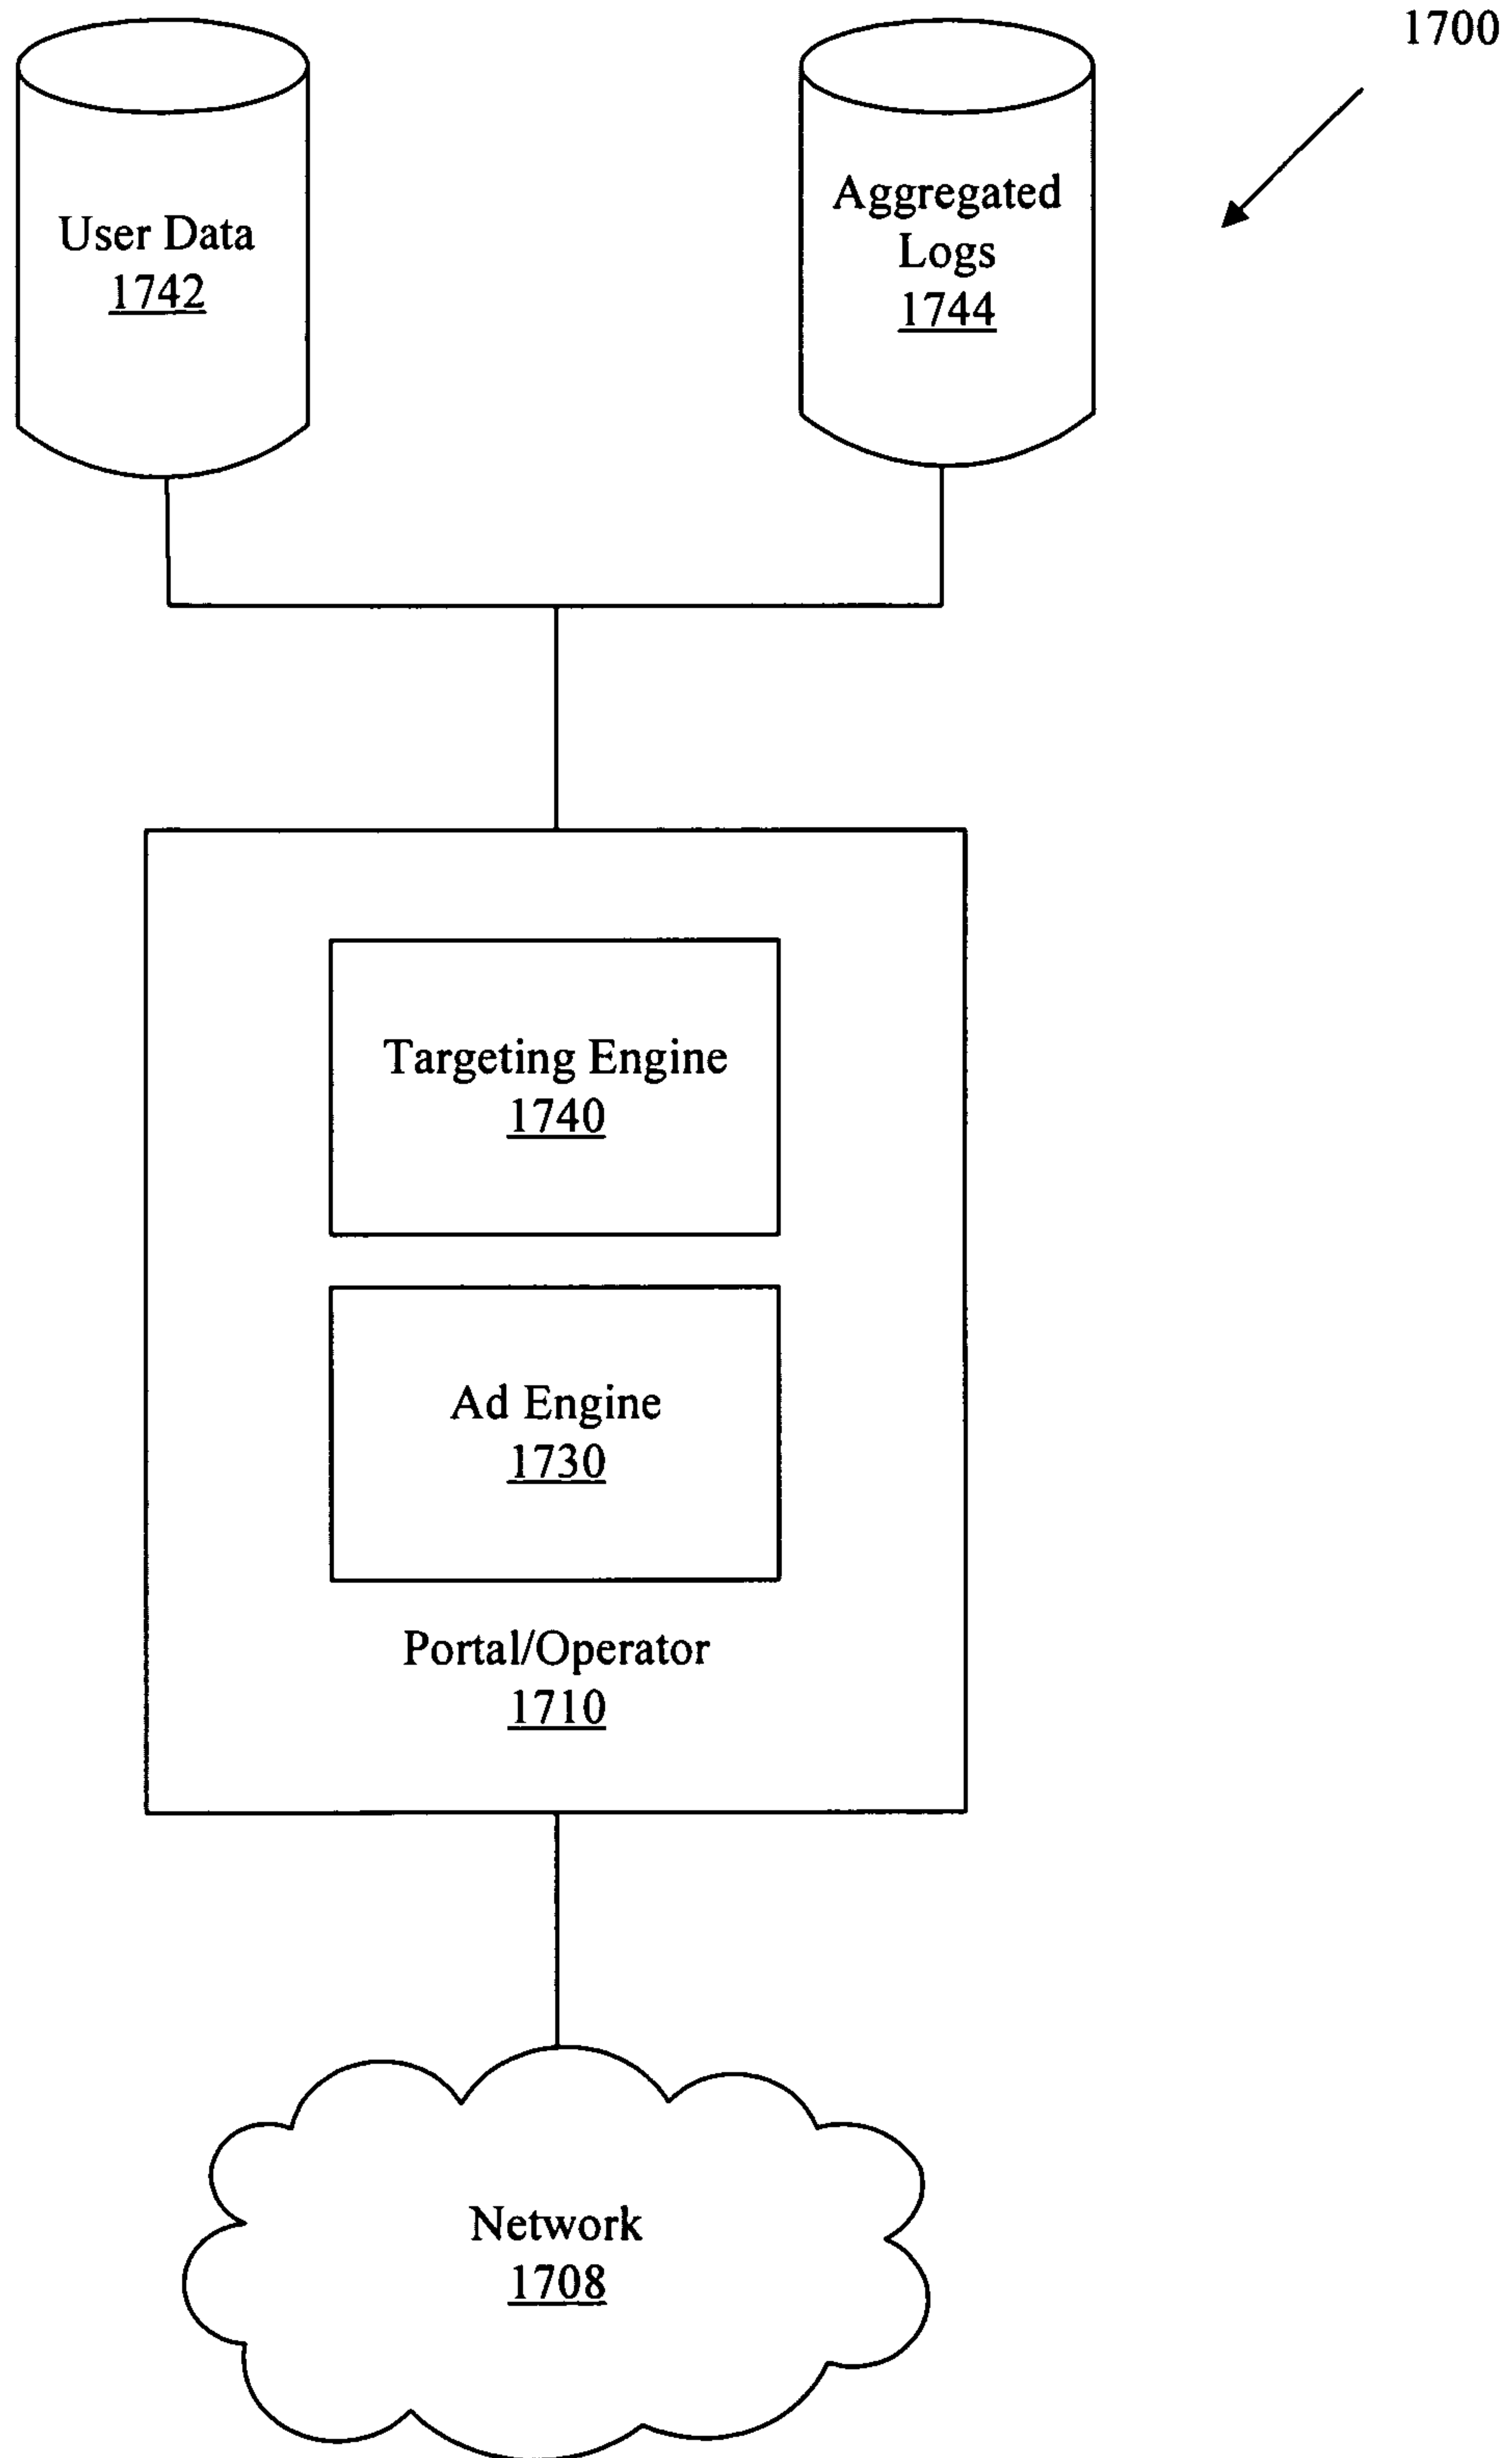 1700
User Data
1742
Aggregated
Logs
1744
Targeting Engine
1740
Ad Engine
1730
Portal/Operator
1710
Network
1708